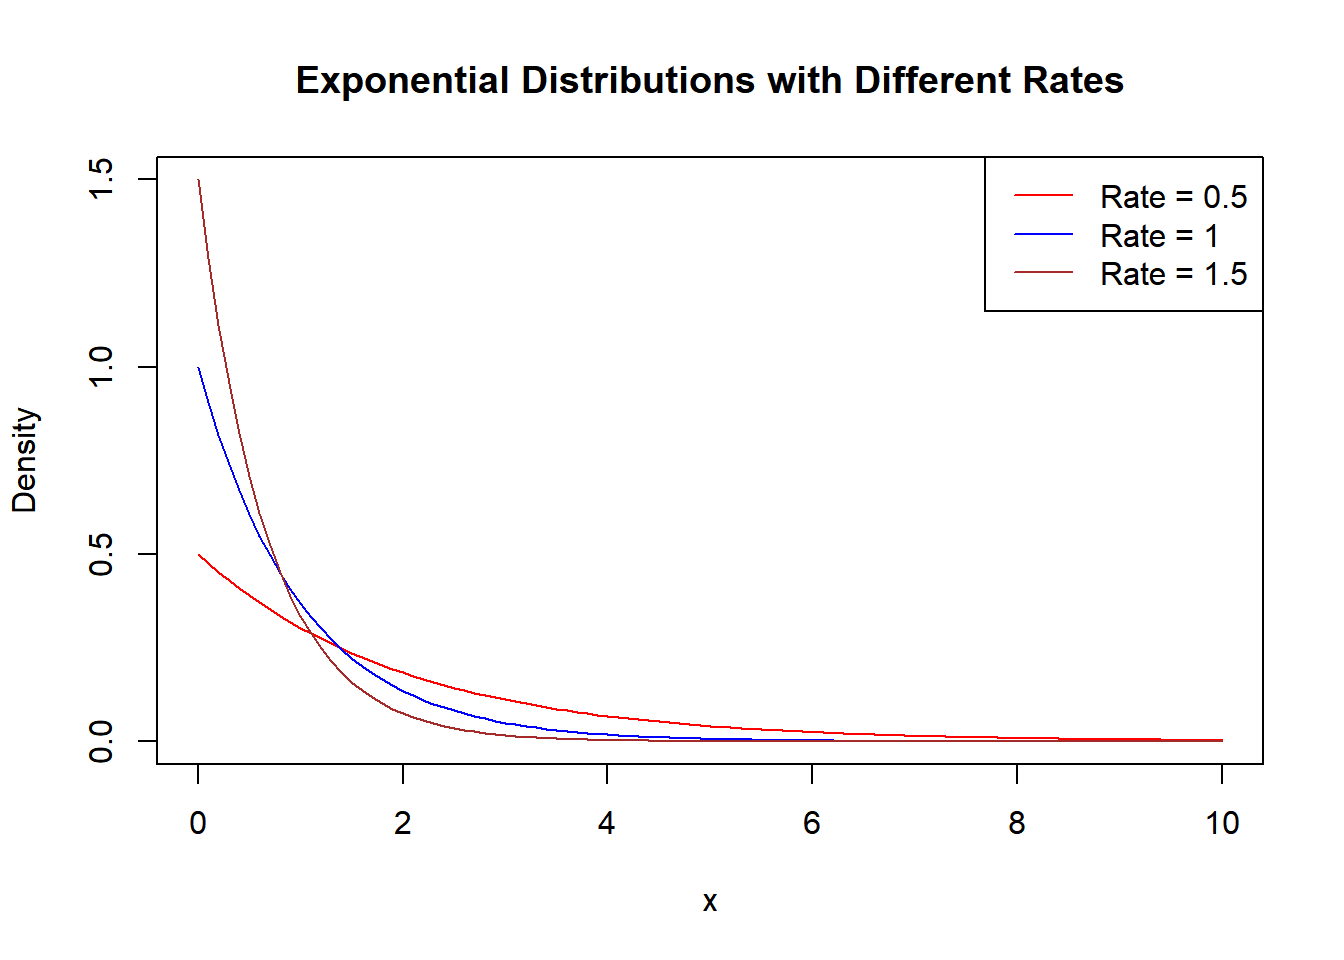 Exponential Distributions with Different Rates
Rate = 0.5
Rate = 1
Rate = 1.5
Density
1.5
1.0
0.5
0.0
0 2 4 6 8 10
x